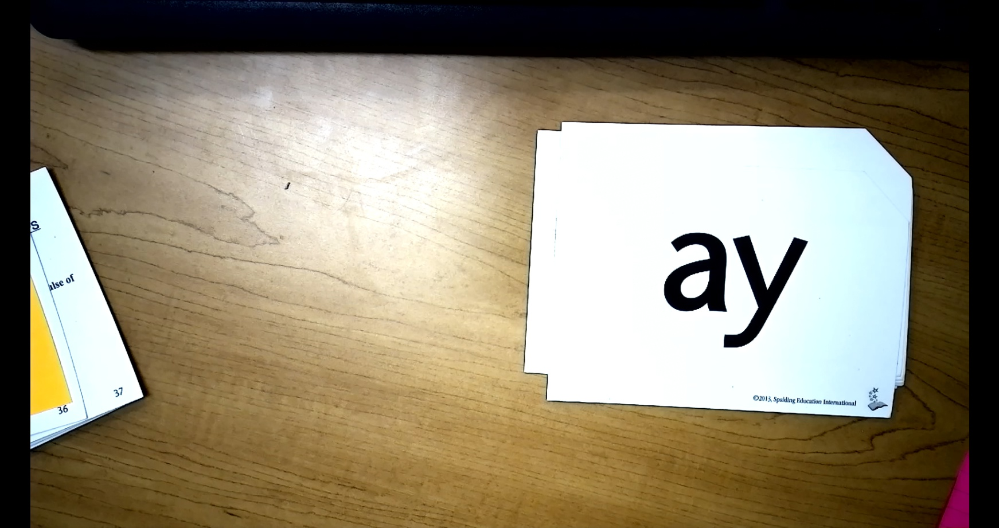 s
alse of
37
36
ay
©2013, Spalding Education International